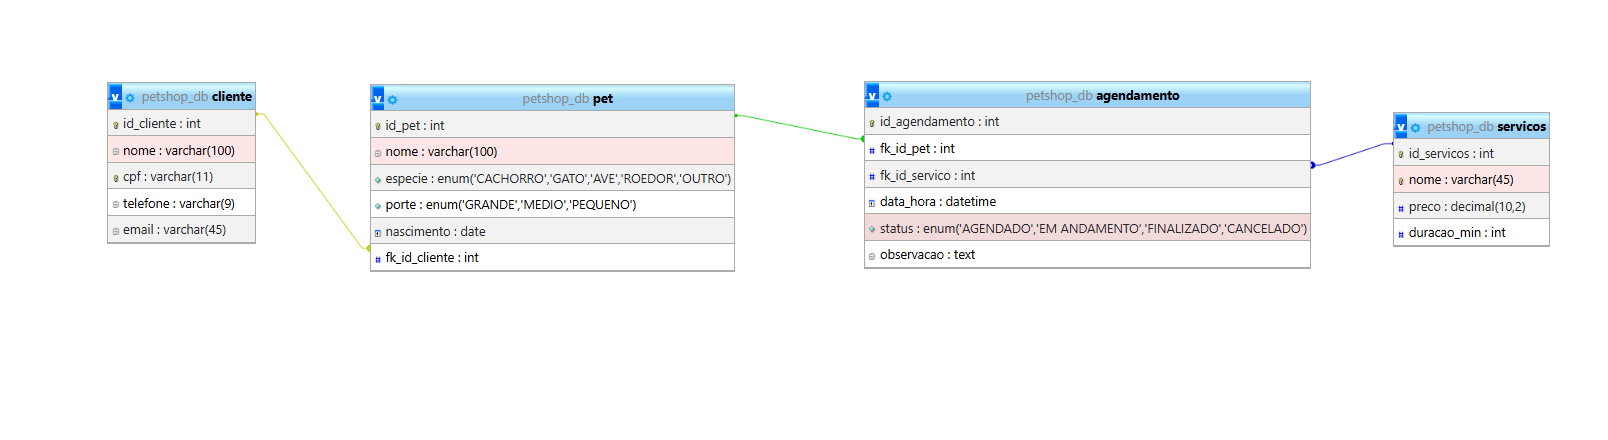 petshop_db cliente
id_cliente : int
nome : varchar(100)
cpf : varchar(11)
telefone : varchar(9)
email : varchar(45)
petshop_db pet
id_pet : int
nome : varchar(100)
especie : enum('CACHORRO','GATO','AVE','ROEDOR','OUTRO')
porte : enum('GRANDE','MEDIO','PEQUENO')
nascimento : date
fk_id_cliente : int
petshop_db agendamento
id_agendamento : int
fk_id_pet : int
fk_id_servico : int
data_hora : datetime
status : enum('AGENDADO','EM ANDAMENTO','FINALIZADO','CANCELADO')
observacao : text
petshop_db servicos
id_servicos : int
nome : varchar(45)
preco : decimal(10,2)
duracao_min : int